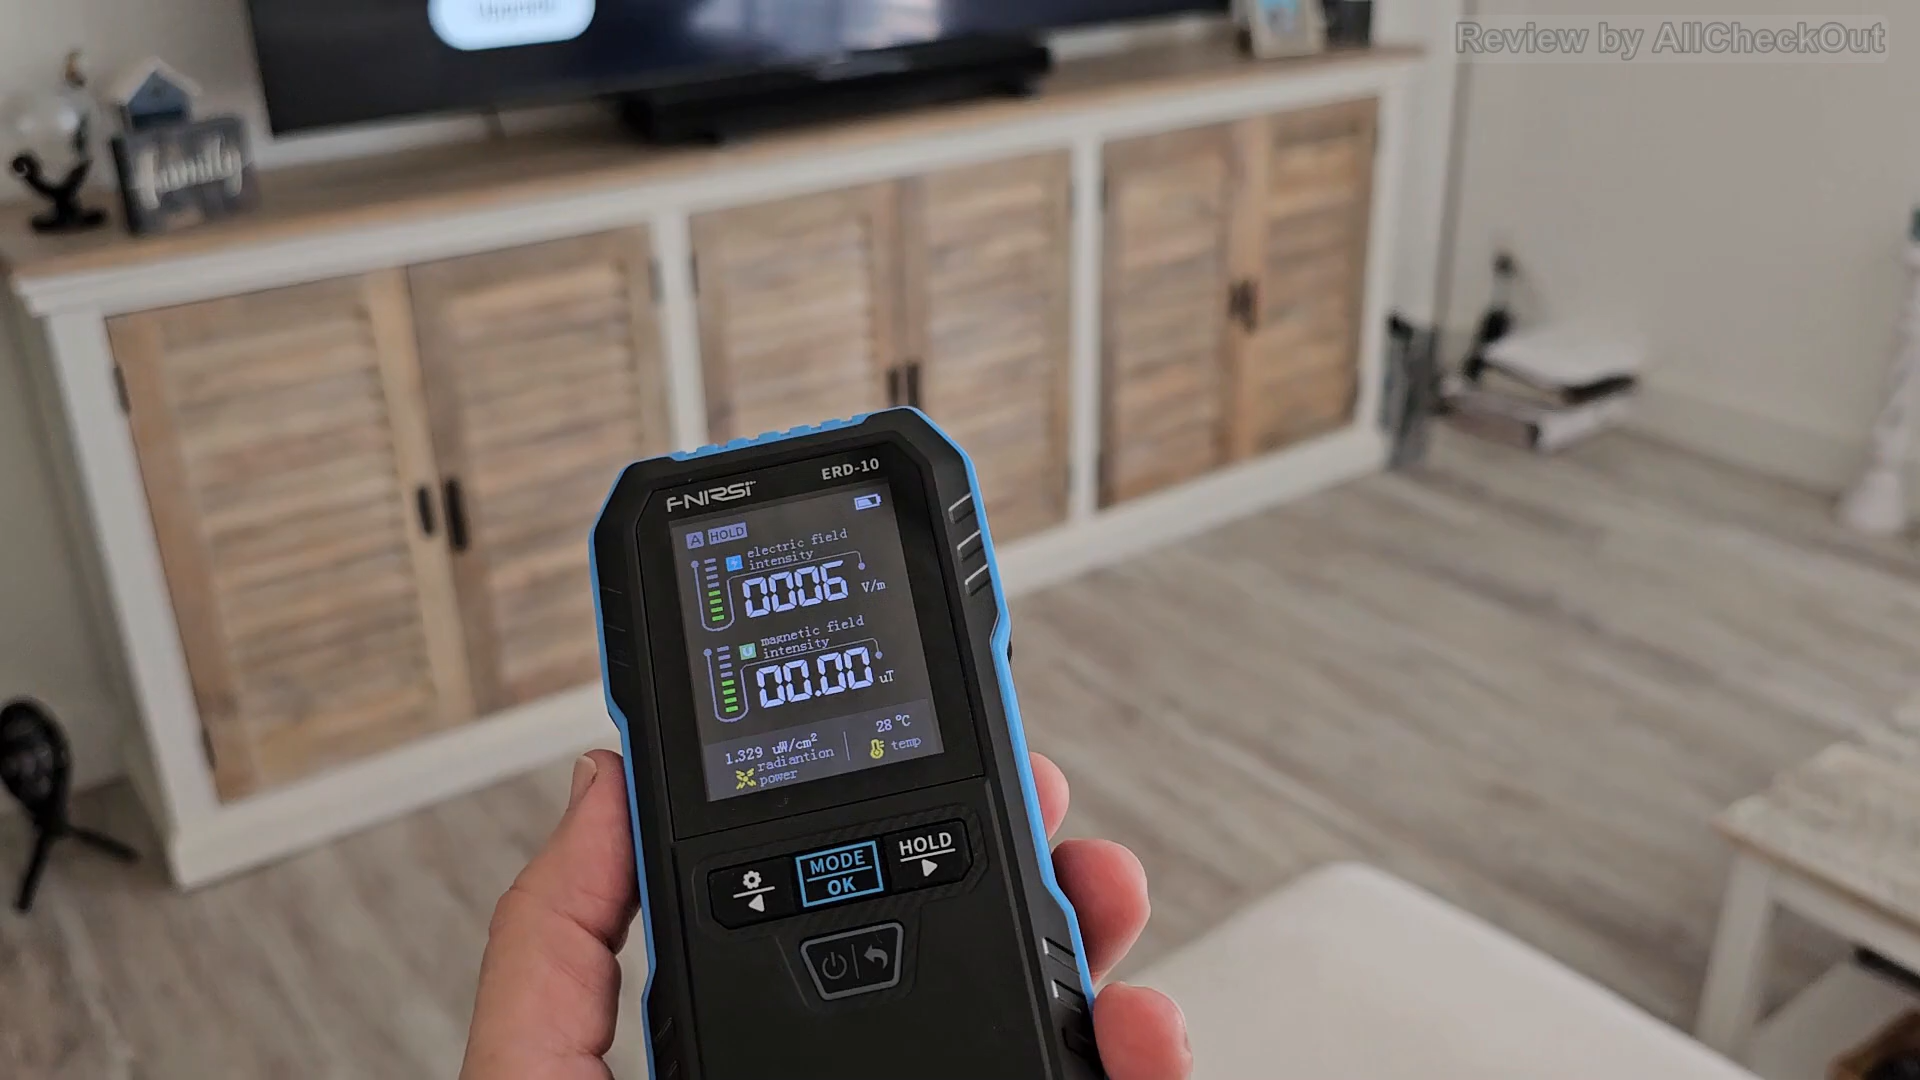 Review by AllCheckOut
family
FNIRSI
ERD-10
A HOLD
electric field
intensity
0006 V/m
magnetic field
intensity
00.00 uT
1.329 uW/cm²
radiantion
power
28 °C
temp
HOLD
MODE
OK